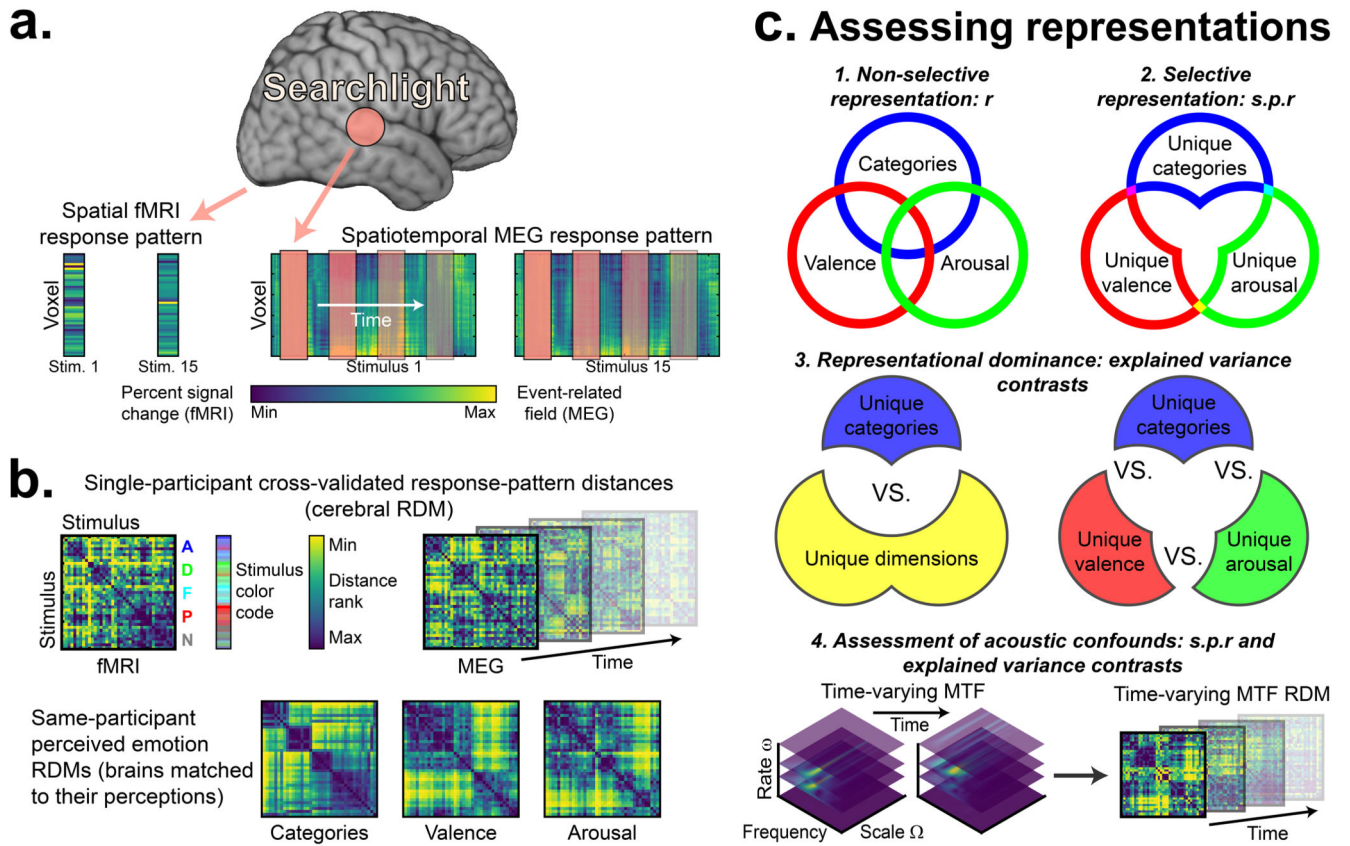 a.
Searchlight
Spatial fMRI
response pattern
Spatiotemporal MEG response pattern
Voxel
Stim. 1
Stim. 15
Voxel
Time
Stimulus 1
Stimulus 15
Percent signal
change (fMRI)
Min
Max
Event-related
field (MEG)
b.
Single-participant cross-validated response-pattern distances
(cerebral RDM)
Stimulus
Stimulus
fMRI
A
D
F
P
N
Stimulus
color
code
Min
Distance
rank
Max
MEG
Time
Same-participant
perceived emotion
RDMs (brains matched
to their perceptions)
Categories
Valence
Arousal
c. Assessing representations
1. Non-selective
representation: r
Categories
Valence
Arousal
2. Selective
representation: s.p.r
Unique
categories
Unique
valence
Unique
arousal
3. Representational dominance: explained variance
contrasts
Unique
categories
VS.
Unique dimensions
Unique
categories
VS.
VS.
Unique
valence
VS.
Unique
arousal
4. Assessment of acoustic confounds: s.p.r and
explained variance contrasts
Time-varying MTF
Time
Rate ω
Frequency
Scale Ω
Time-varying MTF RDM
Time